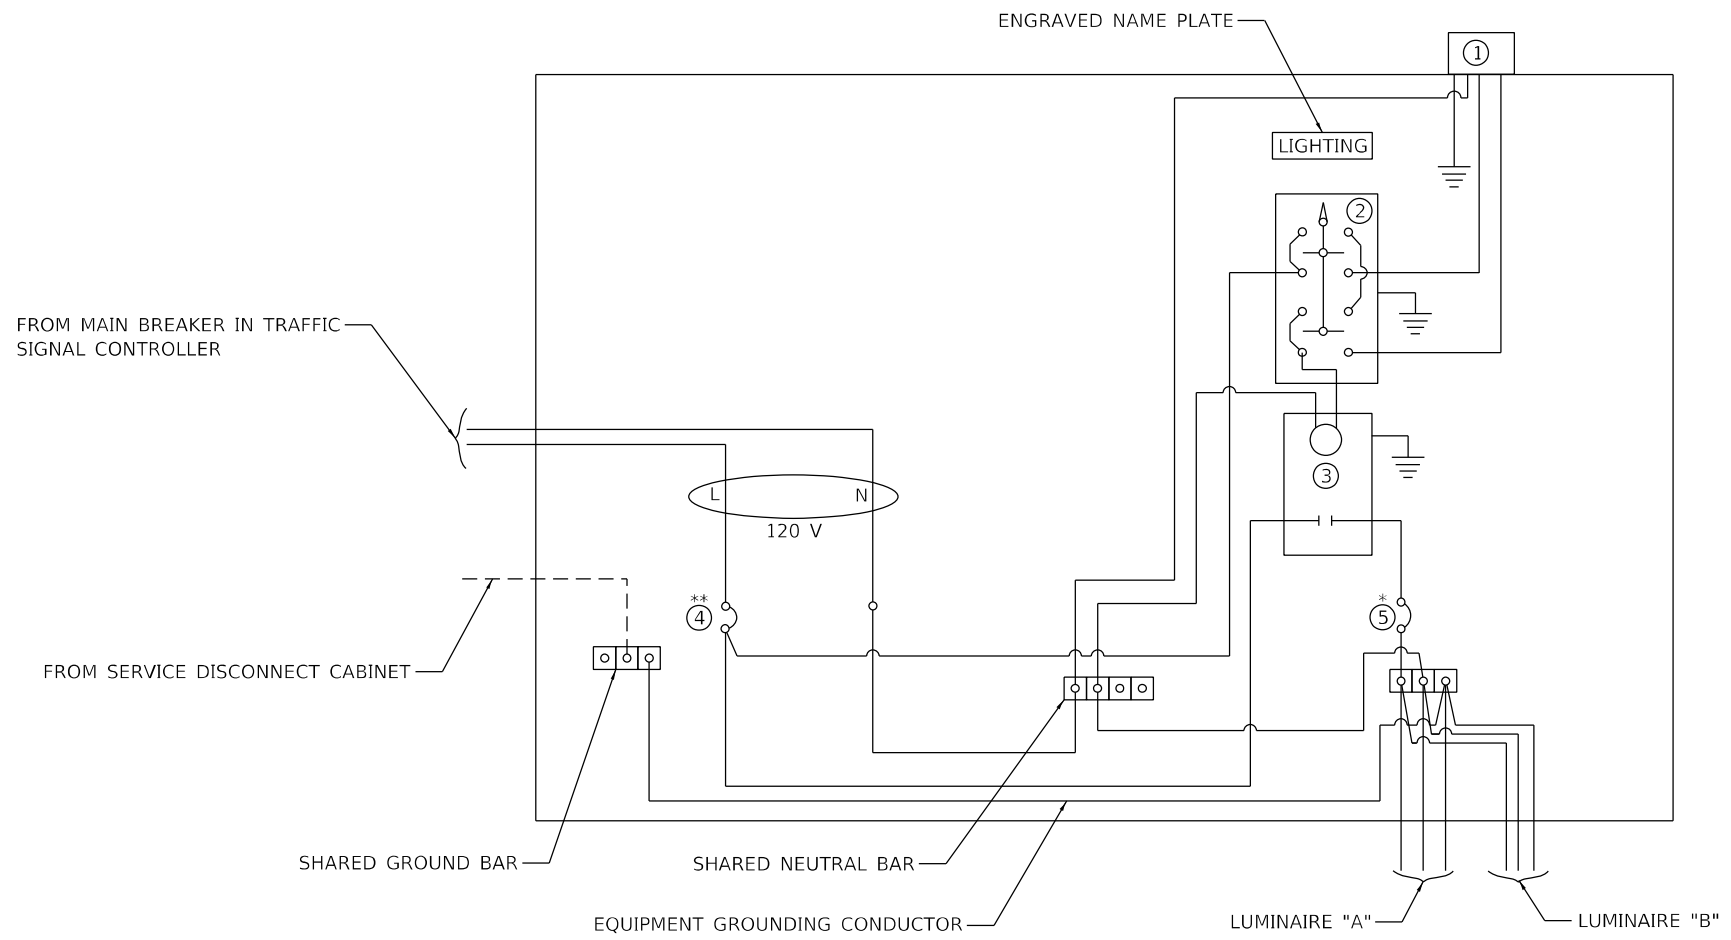 ENGRAVED NAME PLATE
1
LIGHTING
2
FROM MAIN BREAKER IN TRAFFIC
SIGNAL CONTROLLER
3
L
N
120 V
**
4
*
5
FROM SERVICE DISCONNECT CABINET
SHARED GROUND BAR
SHARED NEUTRAL BAR
EQUIPMENT GROUNDING CONDUCTOR
LUMINAIRE "A"
LUMINAIRE "B"